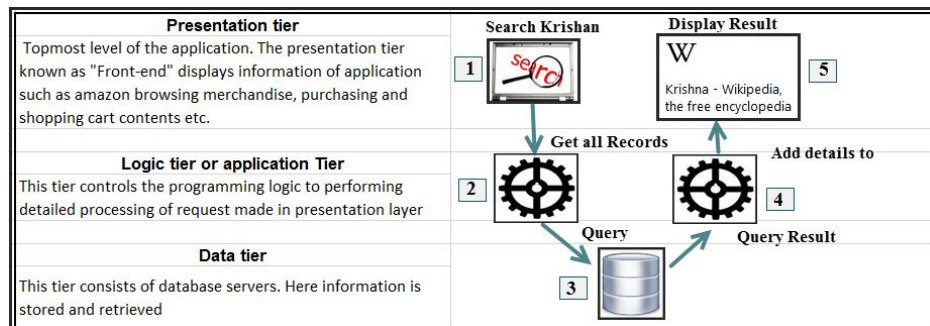 Presentation tier
Topmost level of the application. The presentation tier
known as "Front-end" displays information of application
such as amazon browsing merchandise, purchasing and
shopping cart contents etc.
Logic tier or application Tier
This tier controls the programming logic to performing
detailed processing of request made in presentation layer
Data tier
This tier consists of database servers. Here information is
stored and retrieved
Search Krishan
1
search
Get all Records
2
Query
3
Query Result
4
Add details to
Display Result
5
W
Krishna - Wikipedia,
the free encyclopedia